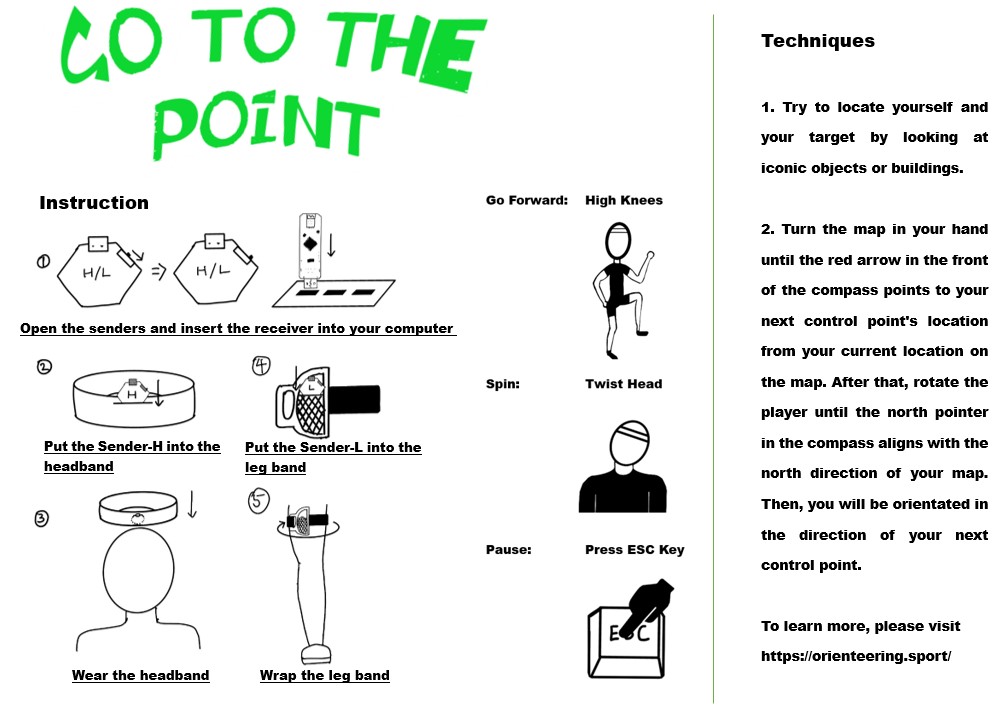 GO TO THE
POINT
Instruction
①
H/L
=>
H/L
Open the senders and insert the receiver into your computer
②
H
Put the Sender-H into the
headband
④
L
Put the Sender-L into the
leg band
③
Wear the headband
⑤
Wrap the leg band
Go Forward: High Knees
Spin: Twist Head
Pause: Press ESC Key
ESC
Techniques
1. Try to locate yourself and
your target by looking at
iconic objects or buildings.
2. Turn the map in your hand
until the red arrow in the front
of the compass points to your
next control point's location
from your current location on
the map. After that, rotate the
player until the north pointer
in the compass aligns with the
north direction of your map.
Then, you will be orientated in
the direction of your next
control point.
To learn more, please visit
https://orienteering.sport/